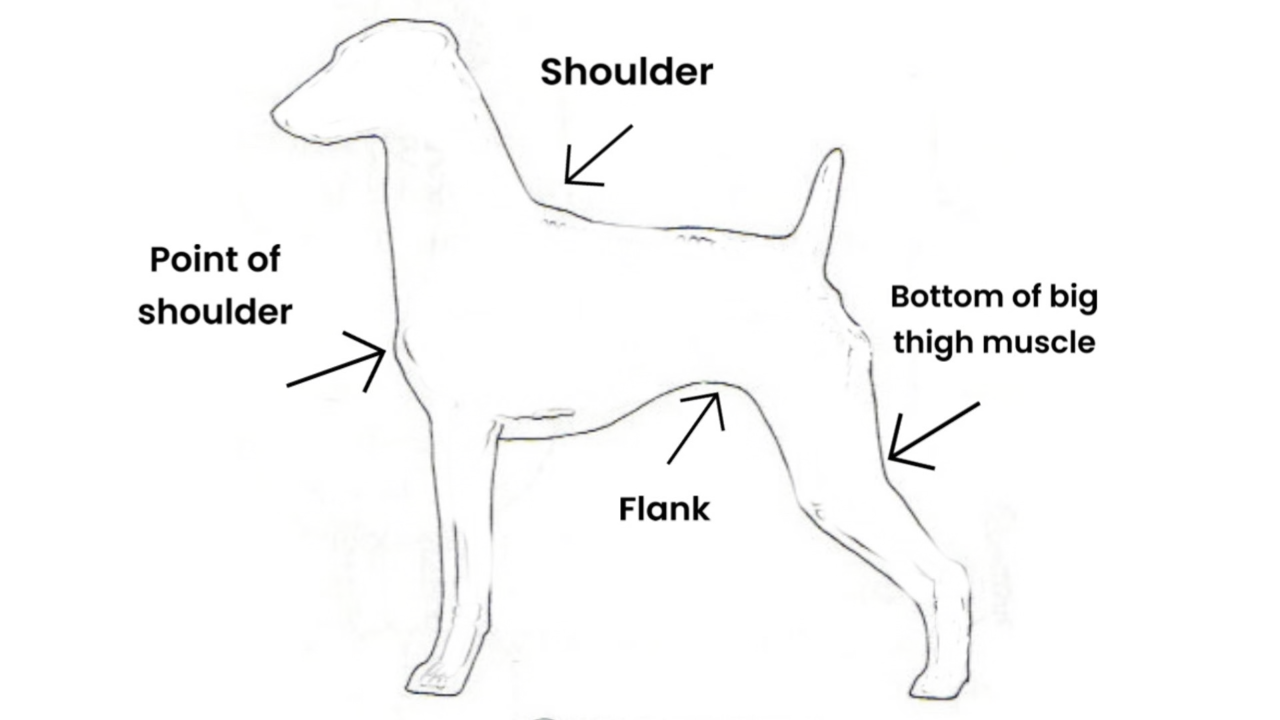 Shoulder
Point of
shoulder
Bottom of big
thigh muscle
Flank